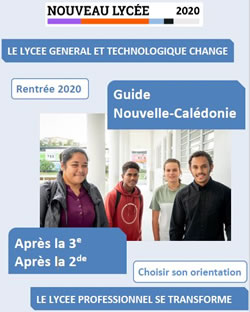 NOUVEAU LYCÉE 2020
LE LYCEE GENERAL ET TECHNOLOGIQUE CHANGE
Rentrée 2020
Guide
Nouvelle-Calédonie
Après la 3e
Après la 2de
Choisir son orientation
LE LYCEE PROFESSIONNEL SE TRANSFORME